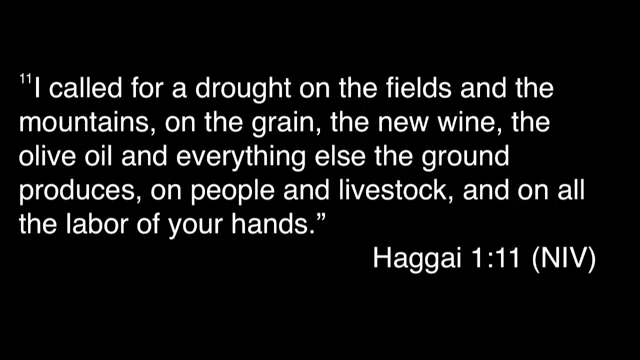 ¹¹I called for a drought on the fields and the
mountains, on the grain, the new wine, the
olive oil and everything else the ground
produces, on people and livestock, and on all
the labor of your hands.”
Haggai 1:11 (NIV)